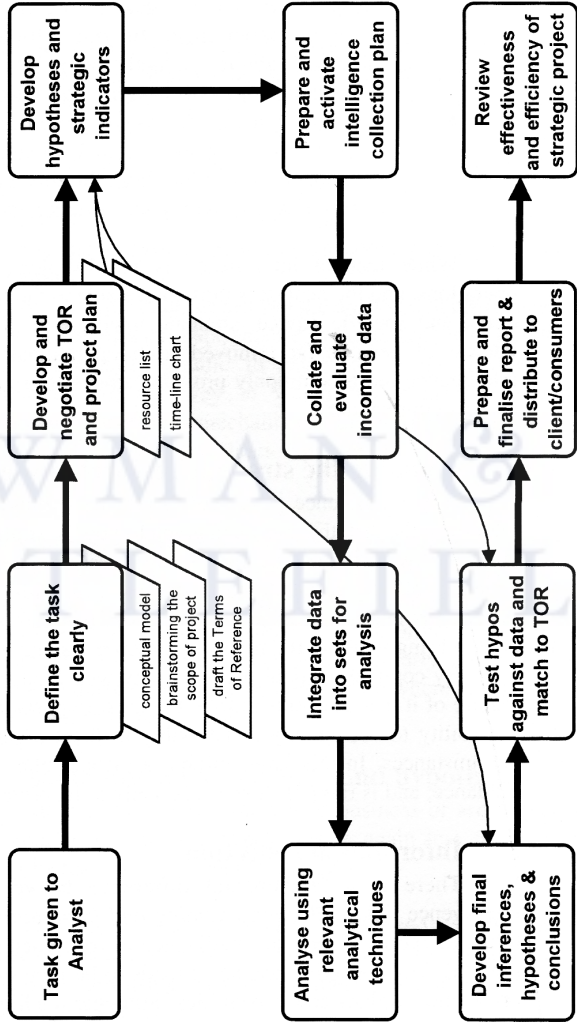 Task given to
Analyst
Define the task
clearly
conceptual model
brainstorming the
scope of project
draft the Terms
of Reference
Develop and
negotiate TOR
and project plan
resource list
time-line chart
Develop
hypotheses and
strategic
indicators
Prepare and
activate
intelligence
collection plan
Collate and
evaluate
incoming data
Integrate data
into sets for
analysis
Analyse using
relevant
analytical
techniques
Develop final
inferences,
hypotheses &
conclusions
Test hypos
against data and
match to TOR
Prepare and
finalise report &
distribute to
client/consumers
Review
effectiveness
and efficiency of
strategic project
WMAN &
TLEFIEL